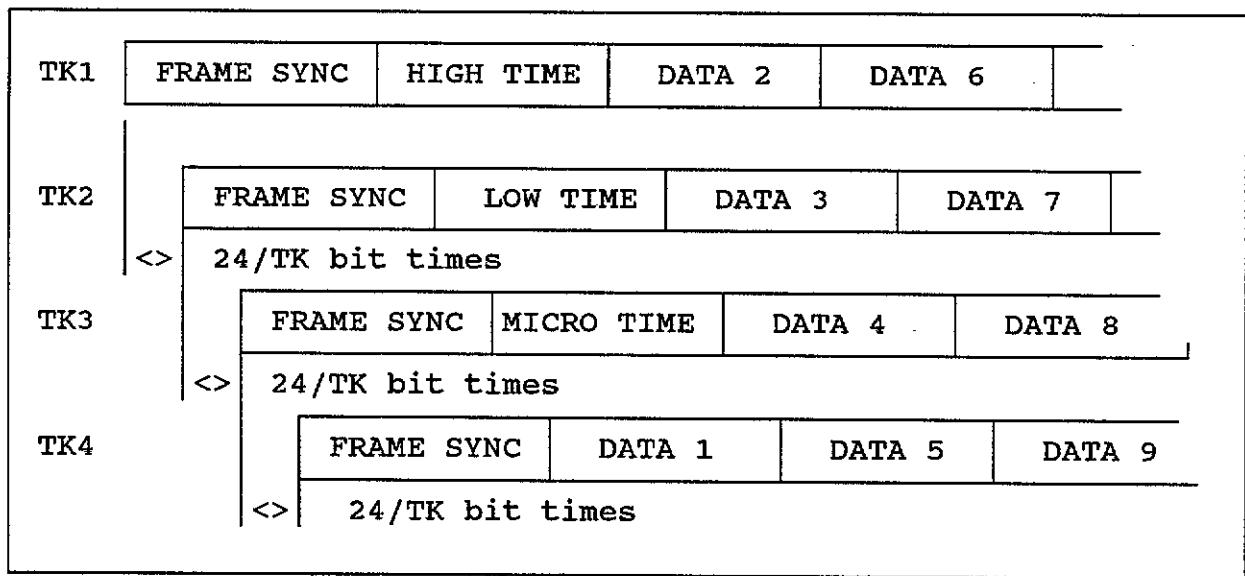 TK1 FRAME SYNC HIGH TIME DATA 2 DATA 6
TK2 FRAME SYNC LOW TIME DATA 3 DATA 7
<> 24/TK bit times
TK3 FRAME SYNC MICRO TIME DATA 4 DATA 8
<> 24/TK bit times
TK4 FRAME SYNC DATA 1 DATA 5 DATA 9
<> 24/TK bit times